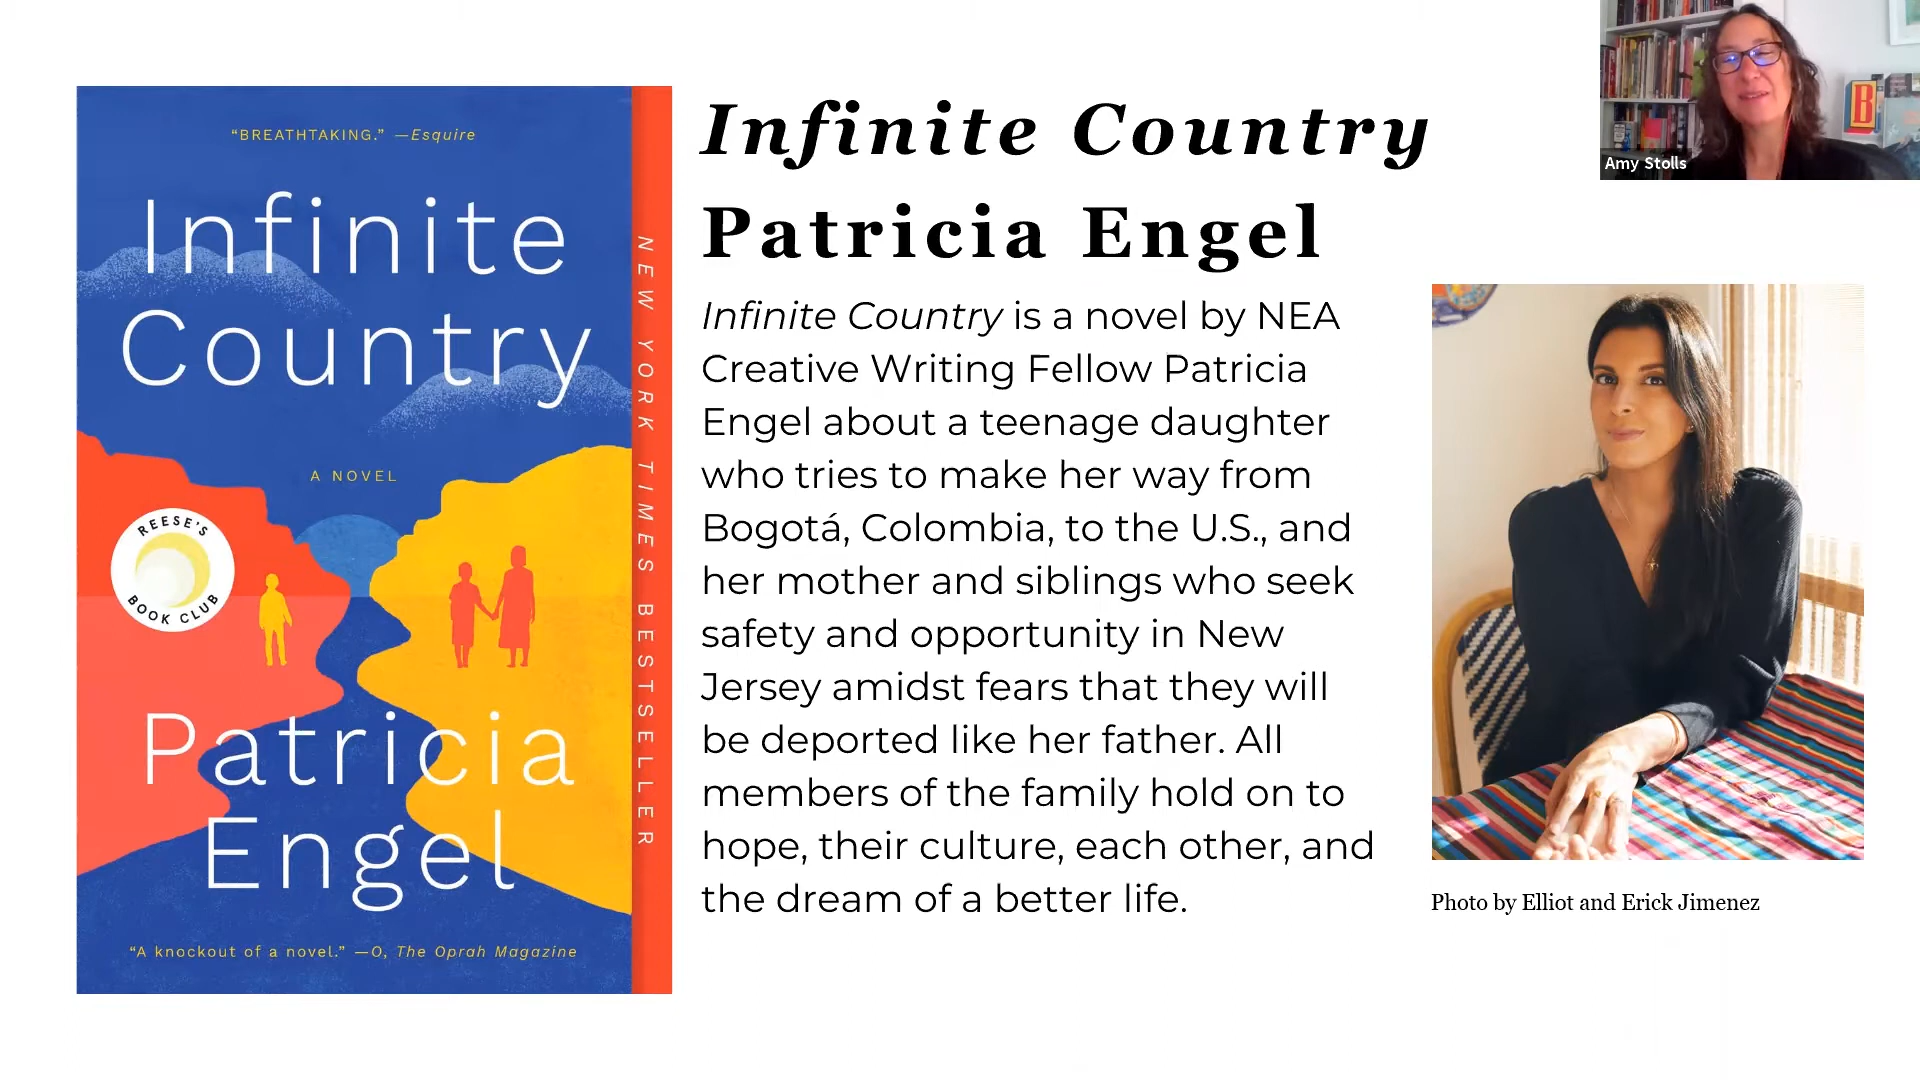 “BREATHTAKING.” —Esquire
Infinite
Country
A NOVEL
REESE’S
BOOK CLUB
Patricia
Engel
“A knockout of a novel.” —O, The Oprah Magazine
NEW YORK TIMES BESTSELLER
Infinite Country
Patricia Engel
Infinite Country is a novel by NEA
Creative Writing Fellow Patricia
Engel about a teenage daughter
who tries to make her way from
Bogotá, Colombia, to the U.S., and
her mother and siblings who seek
safety and opportunity in New
Jersey amidst fears that they will
be deported like her father. All
members of the family hold on to
hope, their culture, each other, and
the dream of a better life.
Amy Stolls
B
Photo by Elliot and Erick Jimenez